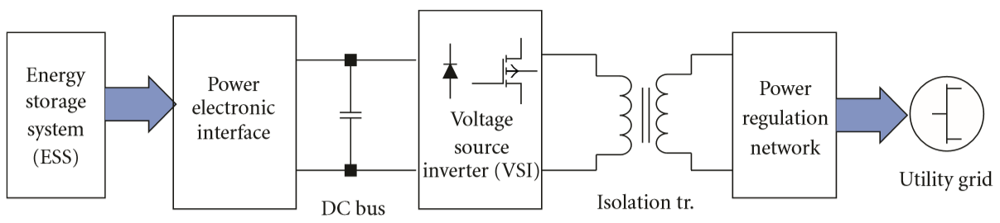 Energy
storage
system
(ESS)
Power
electronic
interface
DC bus
Voltage
source
inverter (VSI)
Isolation tr.
Power
regulation
network
Utility grid